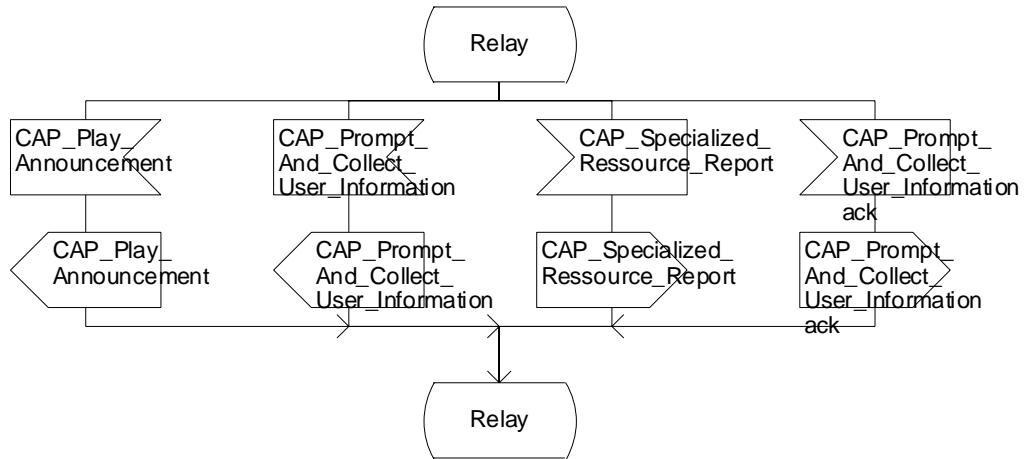 Relay
CAP_Play_
Announcement
CAP_Prompt_
And_Collect_
User_Information
CAP_Specialized_
Ressource_Report
CAP_Prompt_
And_Collect_
User_Information
ack
CAP_Play_
Announcement
CAP_Prompt_
And_Collect_
User_Information
CAP_Specialized_
Ressource_Report
CAP_Prompt_
And_Collect_
User_Information
ack
Relay